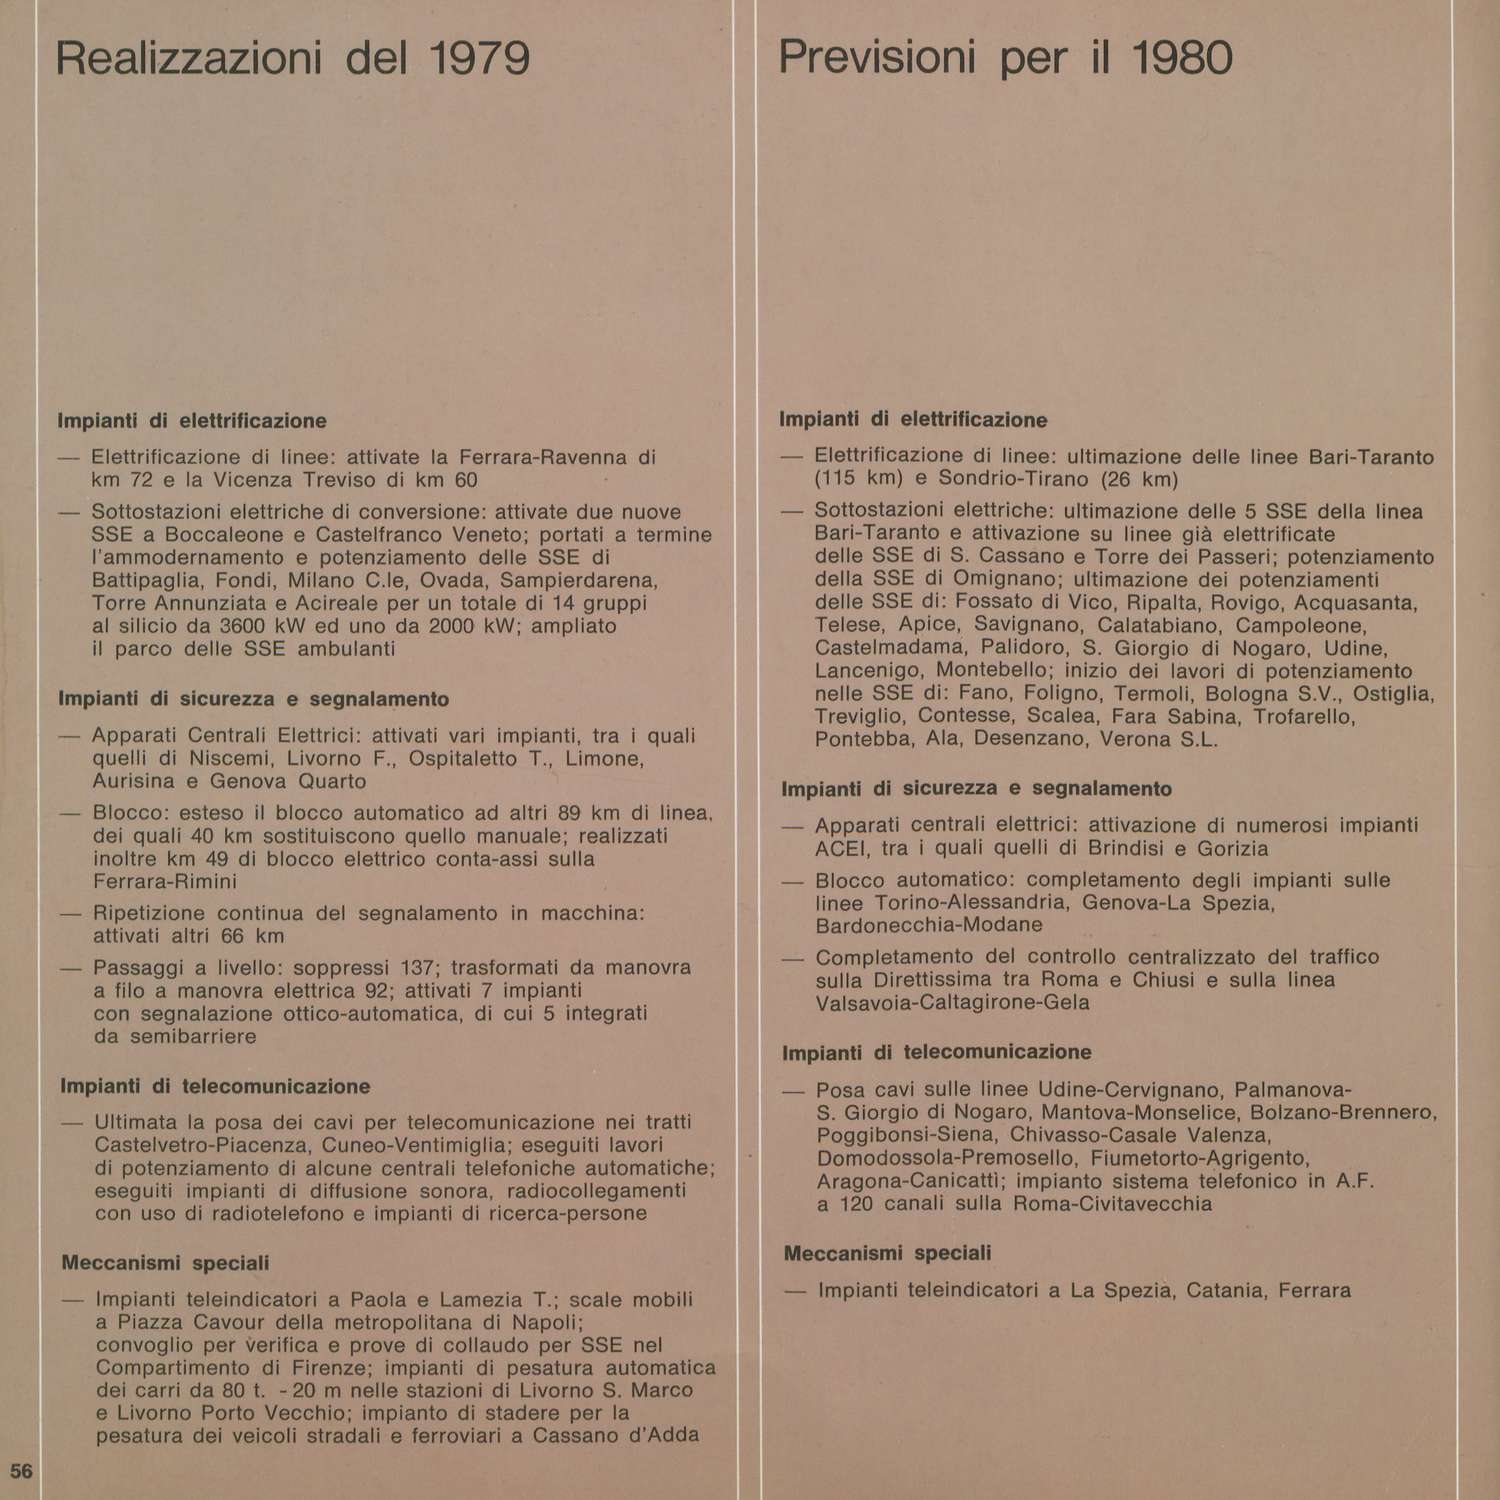 Realizzazioni del 1979
Impianti di elettrificazione
— Elettrificazione di linee: attivate la Ferrara-Ravenna di
km 72 e la Vicenza Treviso di km 60
— Sottostazioni elettriche di conversione: attivate due nuove
SSE a Boccaleone e Castelfranco Veneto; portati a termine
l'ammodernamento e potenziamento delle SSE di
Battipaglia, Fondi, Milano C.le, Ovada, Sampierdarena,
Torre Annunziata e Acireale per un totale di 14 gruppi
al silicio da 3600 kW ed uno da 2000 kW; ampliato
il parco delle SSE ambulanti
Impianti di sicurezza e segnalamento
— Apparati Centrali Elettrici: attivati vari impianti, tra i quali
quelli di Niscemi, Livorno F., Ospitaletto T., Limone,
Aurisina e Genova Quarto
— Blocco: esteso il blocco automatico ad altri 89 km di linea,
dei quali 40 km sostituiscono quello manuale; realizzati
inoltre km 49 di blocco elettrico conta-assi sulla
Ferrara-Rimini
— Ripetizione continua del segnalamento in macchina:
attivati altri 66 km
— Passaggi a livello: soppressi 137; trasformati da manovra
a filo a manovra elettrica 92; attivati 7 impianti
con segnalazione ottico-automatica, di cui 5 integrati
da semibarriere
Impianti di telecomunicazione
— Ultimata la posa dei cavi per telecomunicazione nei tratti
Castelvetro-Piacenza, Cuneo-Ventimiglia; eseguiti lavori
di potenziamento di alcune centrali telefoniche automatiche;
eseguiti impianti di diffusione sonora, radiocollegamenti
con uso di radiotelefono e impianti di ricerca-persone
Meccanismi speciali
— Impianti teleindicatori a Paola e Lamezia T.; scale mobili
a Piazza Cavour della metropolitana di Napoli;
convoglio per verifica e prove di collaudo per SSE nel
Compartimento di Firenze; impianti di pesatura automatica
dei carri da 80 t. - 20 m nelle stazioni di Livorno S. Marco
e Livorno Porto Vecchio; impianto di stadere per la
pesatura dei veicoli stradali e ferroviari a Cassano d'Adda
56
Previsioni per il 1980
Impianti di elettrificazione
— Elettrificazione di linee: ultimazione delle linee Bari-Taranto
(115 km) e Sondrio-Tirano (26 km)
— Sottostazioni elettriche: ultimazione delle 5 SSE della linea
Bari-Taranto e attivazione su linee già elettrificate
delle SSE di S. Cassano e Torre dei Passeri; potenziamento
della SSE di Omignano; ultimazione dei potenziamenti
delle SSE di: Fossato di Vico, Ripalta, Rovigo, Acquasanta,
Telese, Apice, Savignano, Calatabiano, Campoleone,
Castelmadama, Palidoro, S. Giorgio di Nogaro, Udine,
Lancenigo, Montebello; inizio dei lavori di potenziamento
nelle SSE di: Fano, Foligno, Termoli, Bologna S.V., Ostiglia,
Treviglio, Contesse, Scalea, Fara Sabina, Trofarello,
Pontebba, Ala, Desenzano, Verona S.L.
Impianti di sicurezza e segnalamento
— Apparati centrali elettrici: attivazione di numerosi impianti
ACEI, tra i quali quelli di Brindisi e Gorizia
— Blocco automatico: completamento degli impianti sulle
linee Torino-Alessandria, Genova-La Spezia,
Bardonecchia-Modane
— Completamento del controllo centralizzato del traffico
sulla Direttissima tra Roma e Chiusi e sulla linea
Valsavoia-Caltagirone-Gela
Impianti di telecomunicazione
— Posa cavi sulle linee Udine-Cervignano, Palmanova-
S. Giorgio di Nogaro, Mantova-Monselice, Bolzano-Brennero,
Poggibonsi-Siena, Chivasso-Casale Valenza,
Domodossola-Premosello, Fiumetorto-Agrigento,
Aragona-Canicattì; impianto sistema telefonico in A.F.
a 120 canali sulla Roma-Civitavecchia
Meccanismi speciali
— Impianti teleindicatori a La Spezia, Catania, Ferrara